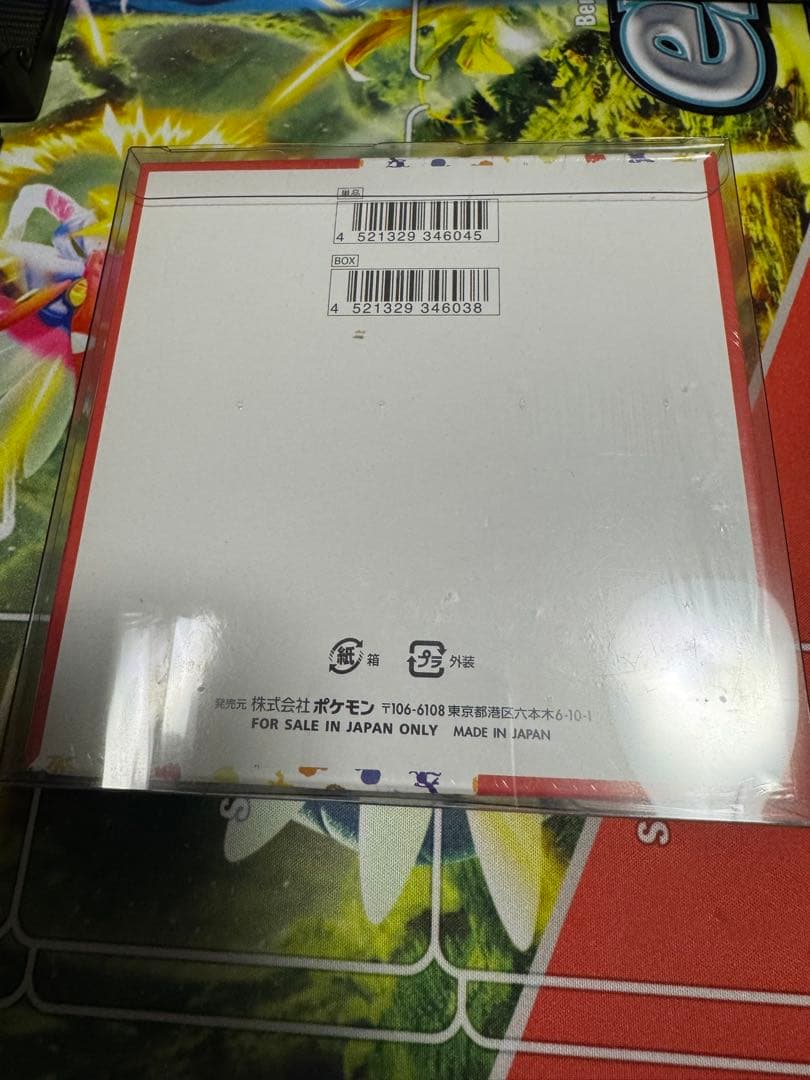 Be
ex
単品
4 521329 346045
BOX
4 521329 346038
紙 箱 プラ 外装
発売元 株式会社ポケモン 〒106-6108 東京都港区六本木6-10-1
FOR SALE IN JAPAN ONLY MADE IN JAPAN
S
S